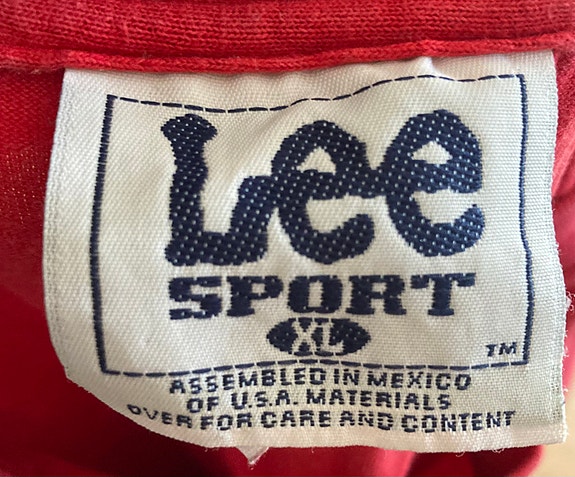 Lee
SPORT
XL
TM
ASSEMBLED IN MEXICO
OF U.S.A. MATERIALS
OVER FOR CARE AND CONTENT